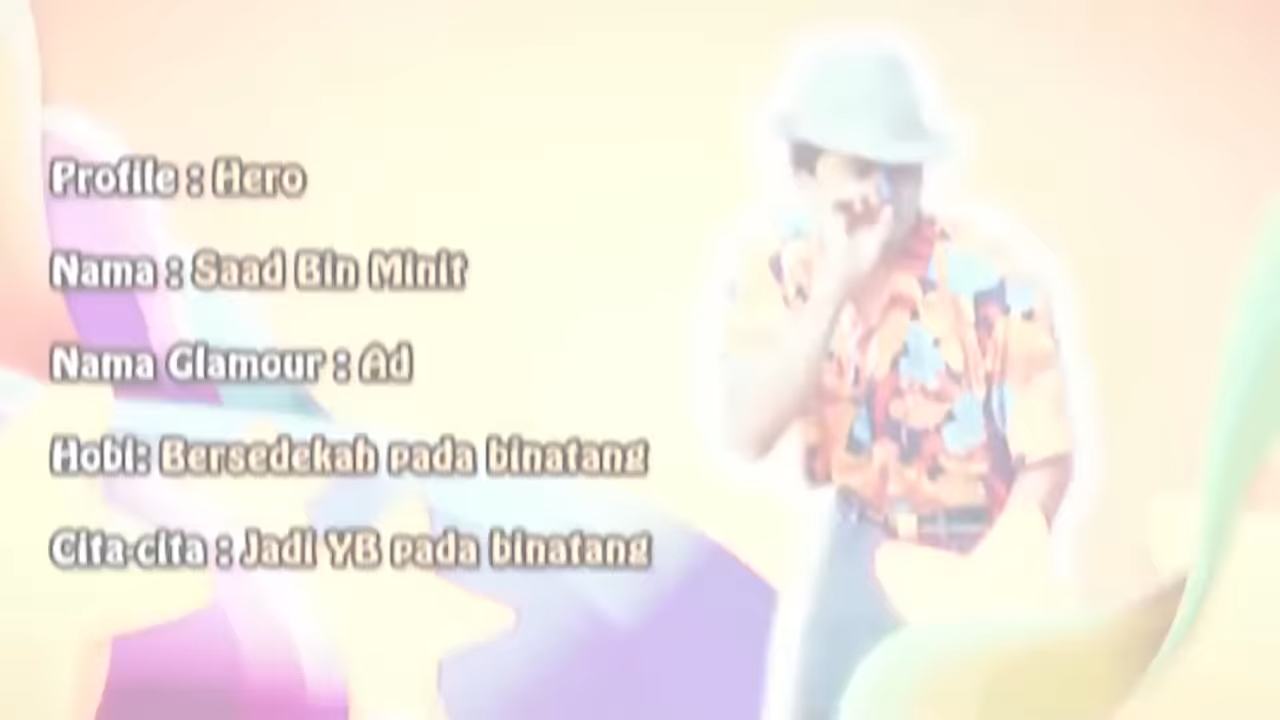 Profile : Hero
Nama : Saad Bin Minit
Nama Glamour : Ad
Hobi: Bersedekah pada binatang
Cita-cita : Jadi YB pada binatang